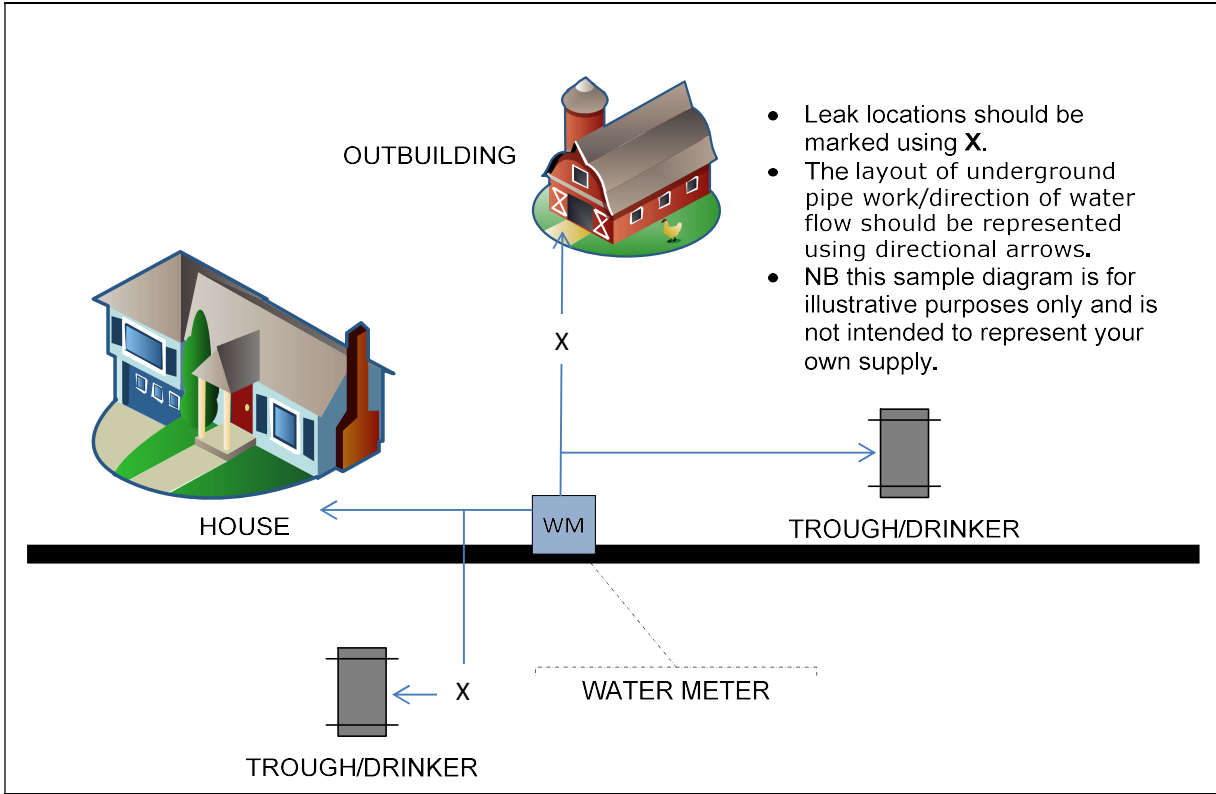 OUTBUILDING
• Leak locations should be
marked using X.
• The layout of underground
pipe work/direction of water
flow should be represented
using directional arrows.
• NB this sample diagram is for
illustrative purposes only and is
not intended to represent your
own supply.
X
HOUSE
WM
TROUGH/DRINKER
X
WATER METER
TROUGH/DRINKER